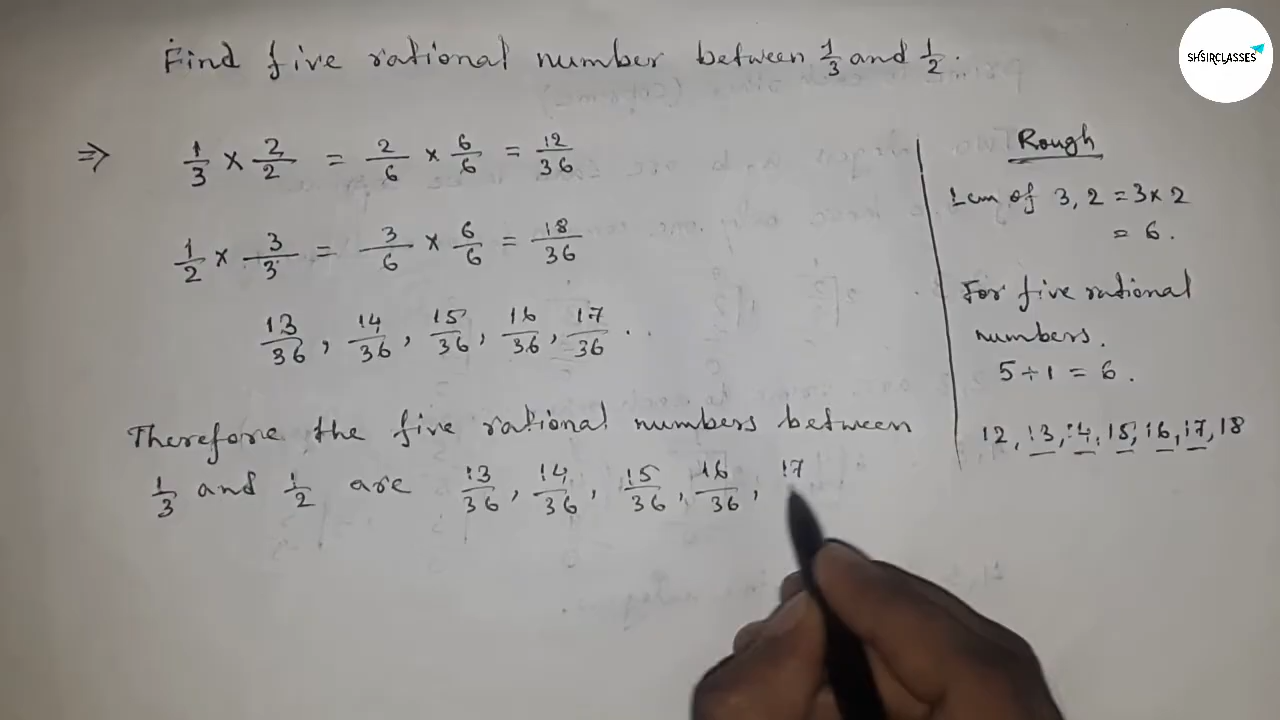 Find five rational number between 1/3 and 1/2.
SHSIRCLASSES
⇒ 1/3 × 2/2 = 2/6 × 6/6 = 12/36
1/2 × 3/3 = 3/6 × 6/6 = 18/36
13/36, 14/36, 15/36, 16/36, 17/36 ..
Therefore the five rational numbers between
1/3 and 1/2 are 13/36, 14/36, 15/36, 16/36, 17
Rough
Lcm of 3, 2 = 3×2
= 6.
For five rational
numbers.
5+1 = 6.
12, 13, 14, 15, 16, 17, 18